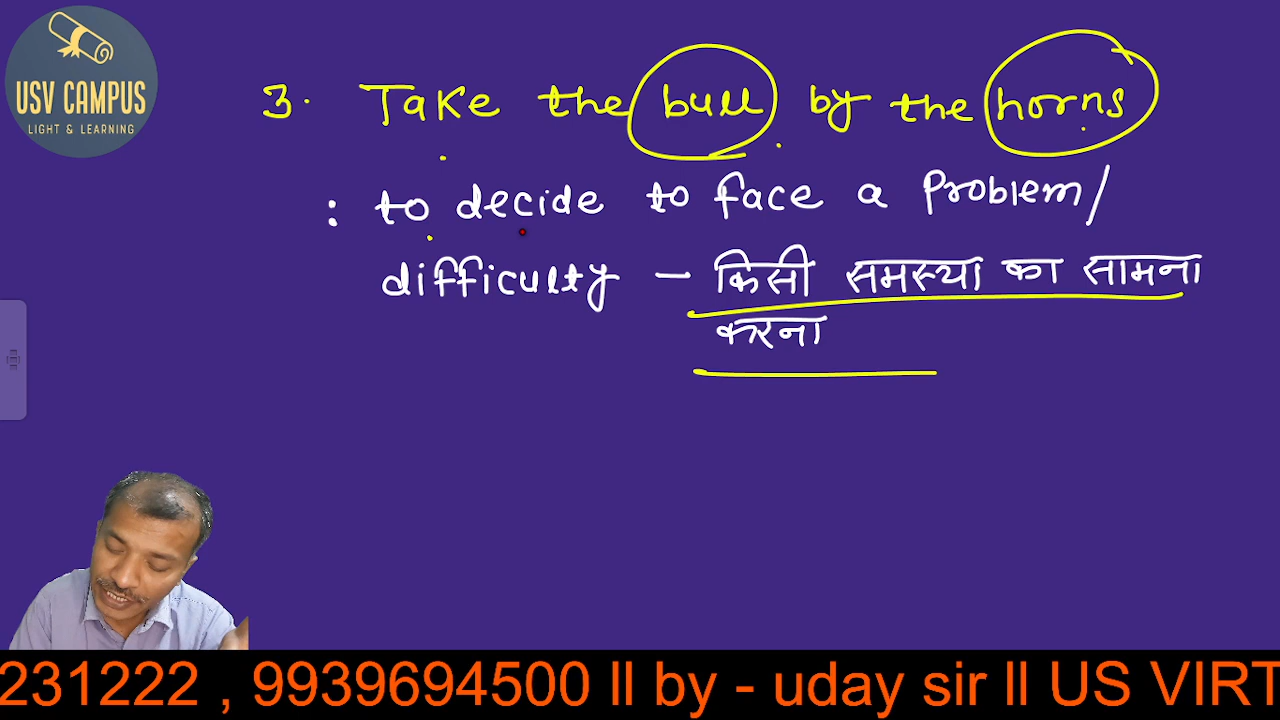 USV CAMPUS
LIGHT & LEARNING
3. Take the bull by the horns
: to decide to face a problem/
difficulty – किसी समस्या का सामना
करना
231222 , 9939694500 ll by - uday sir ll US VIRT